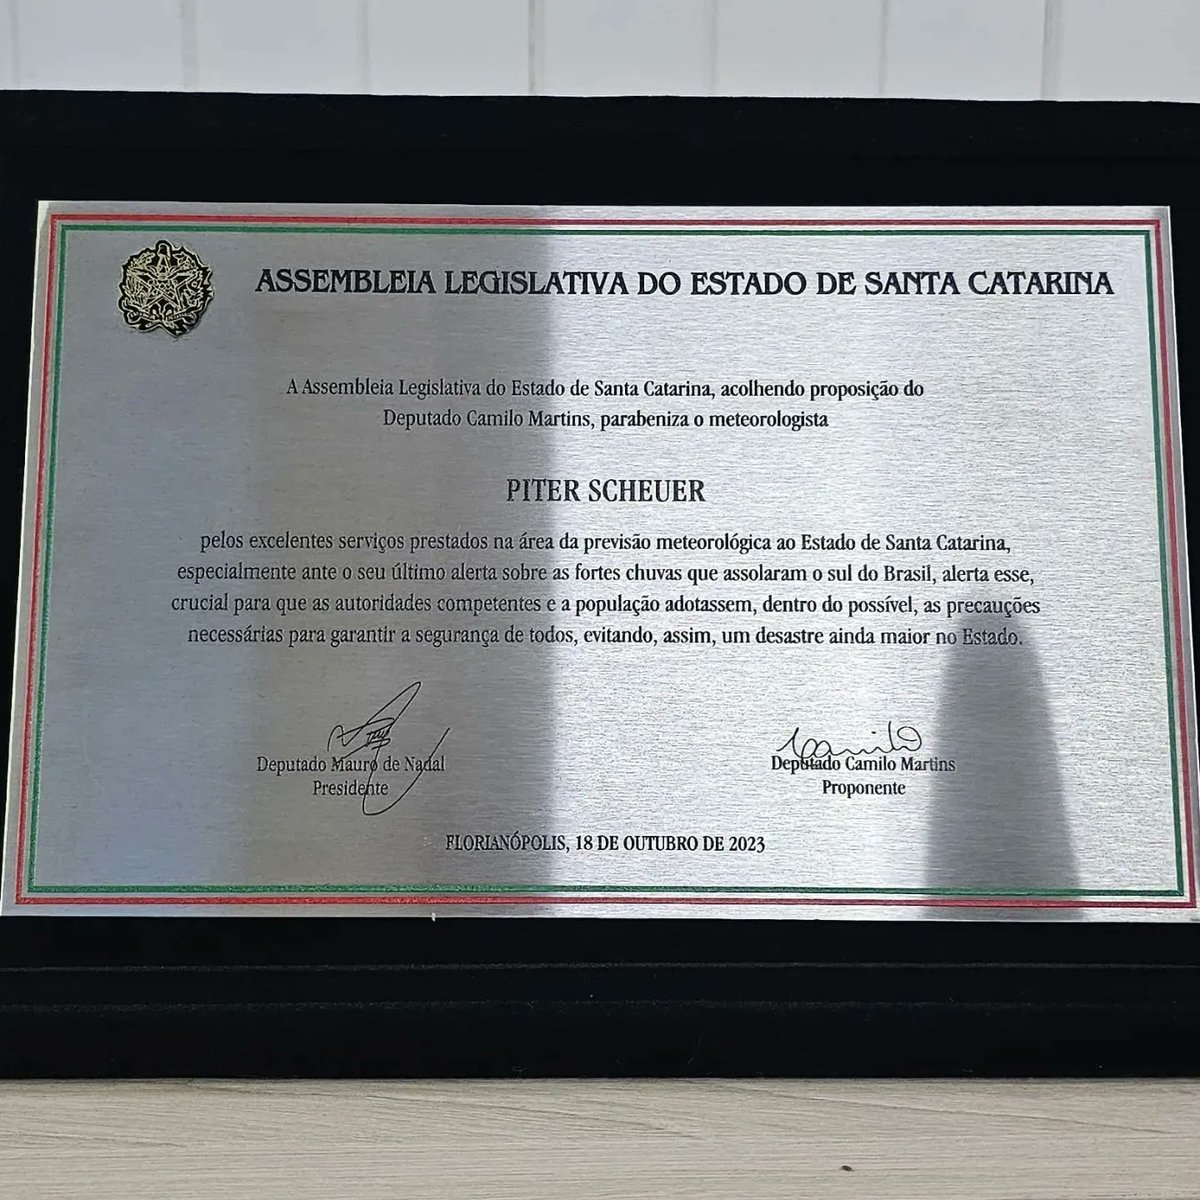 ASSEMBLEIA LEGISLATIVA DO ESTADO DE SANTA CATARINA
A Assembleia Legislativa do Estado de Santa Catarina, acolhendo proposição do
Deputado Camilo Martins, parabeniza o meteorologista
PITER SCHEUER
pelos excelentes serviços prestados na área da previsão meteorológica ao Estado de Santa Catarina,
especialmente ante o seu último alerta sobre as fortes chuvas que assolaram o sul do Brasil, alerta esse,
crucial para que as autoridades competentes e a população adotassem, dentro do possível, as precauções
necessárias para garantir a segurança de todos, evitando, assim, um desastre ainda maior no Estado.
Camilo
Deputado Mauro de Nadal
Deputado Camilo Martins
Presidente
Proponente
FLORIANÓPOLIS, 18 DE OUTUBRO DE 2023